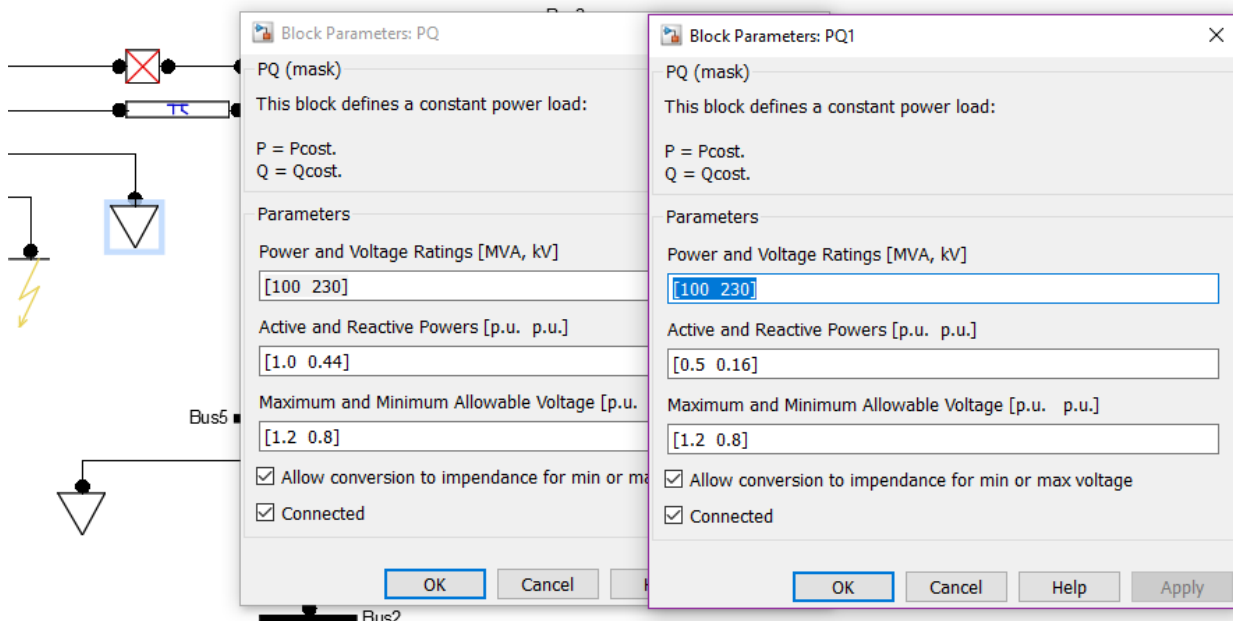 Block Parameters: PQ
PQ (mask)
This block defines a constant power load:
P = Pcost.
Q = Qcost.
Parameters
Power and Voltage Ratings [MVA, kV]
[100 230]
Active and Reactive Powers [p.u. p.u.]
[1.0 0.44]
Maximum and Minimum Allowable Voltage [p.u.
[1.2 0.8]
Allow conversion to impendance for min or
Connected
OK
Cancel
Block Parameters: PQ1
PQ (mask)
This block defines a constant power load:
P = Pcost.
Q = Qcost.
Parameters
Power and Voltage Ratings [MVA, kV]
[100 230]
Active and Reactive Powers [p.u. p.u.]
[0.5 0.16]
Maximum and Minimum Allowable Voltage [p.u. p.u.]
[1.2 0.8]
Allow conversion to impendance for min or max voltage
Connected
OK
Cancel
Help
Apply
π
Bus5
Bus2